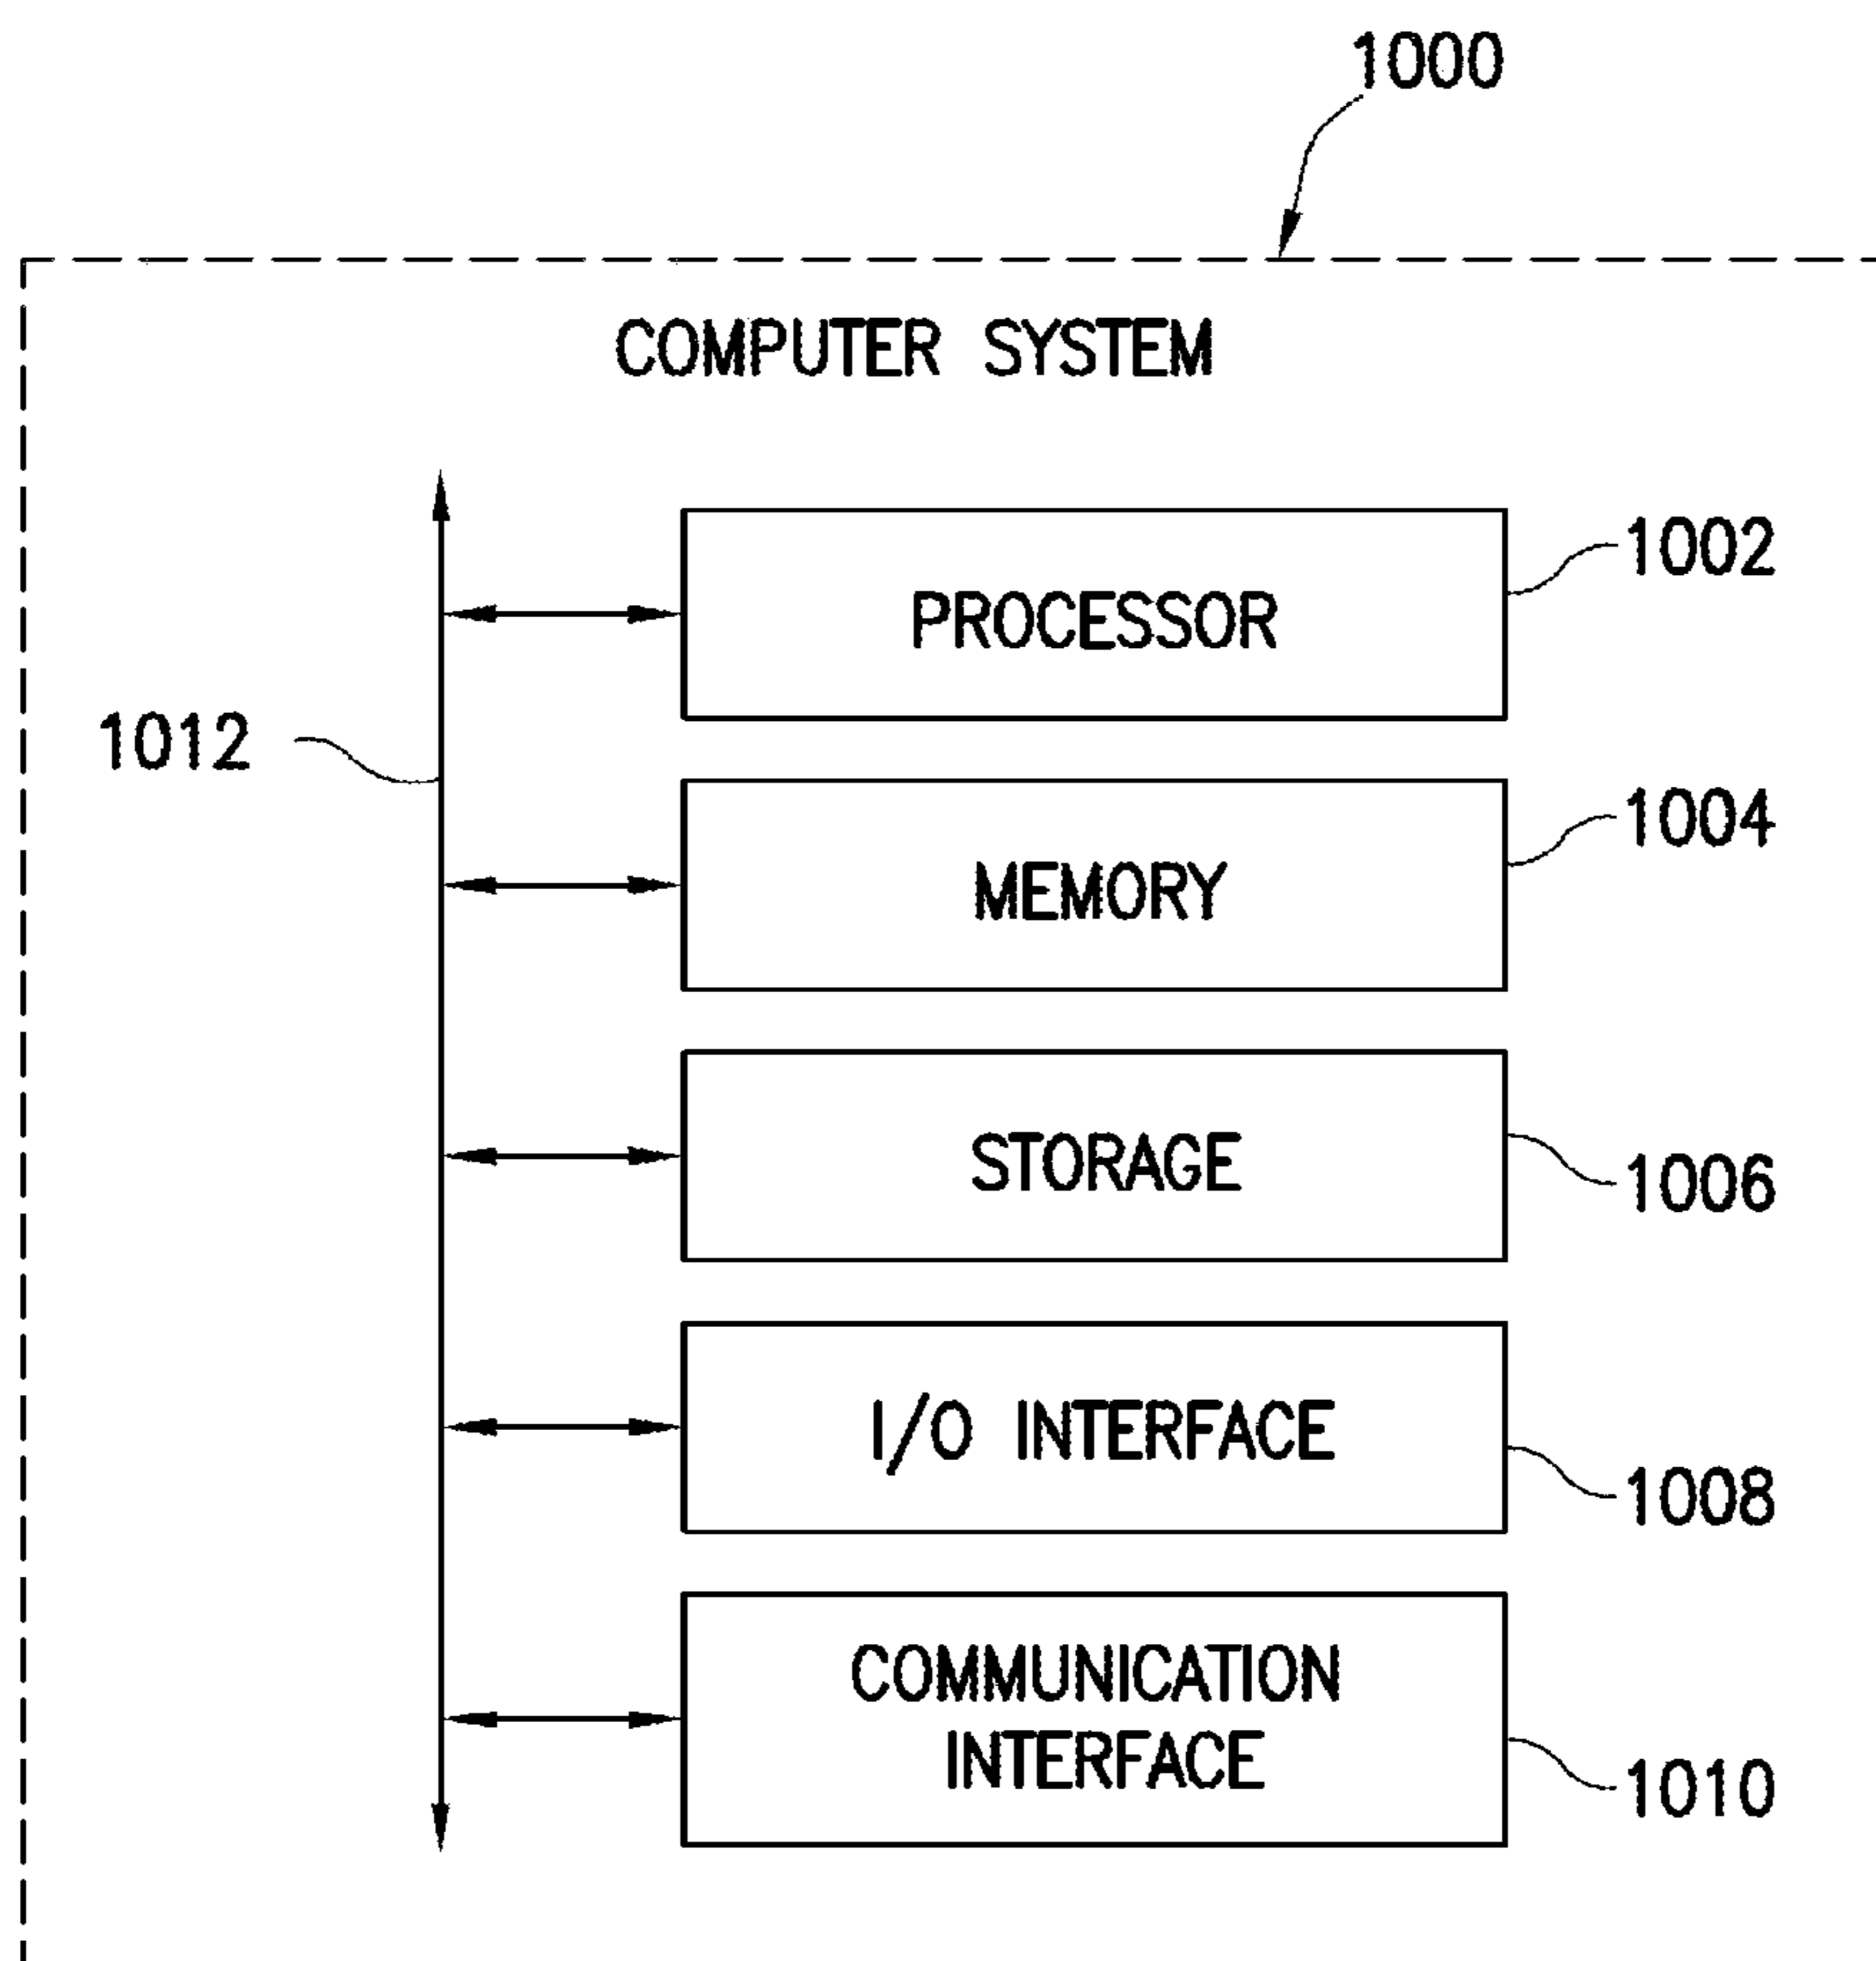 1000
COMPUTER SYSTEM
PROCESSOR
1002
1012
MEMORY
1004
STORAGE
1006
I/O INTERFACE
1008
COMMUNICATION
INTERFACE
1010